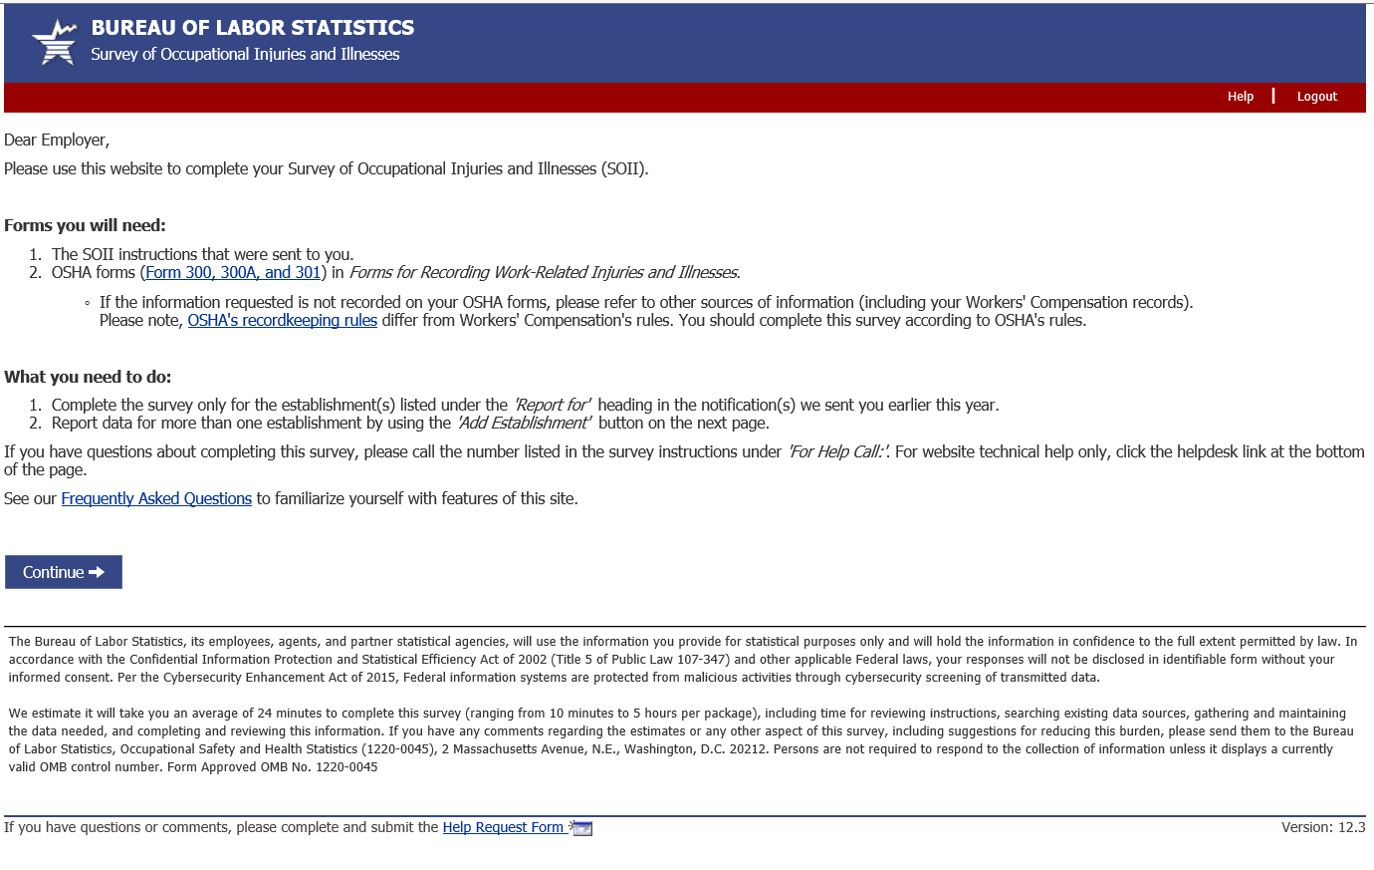 BUREAU OF LABOR STATISTICS
Survey of Occupational Injuries and Illnesses
Help | Logout
Dear Employer,
Please use this website to complete your Survey of Occupational Injuries and Illnesses (SOII).
Forms you will need:
1. The SOII instructions that were sent to you.
2. OSHA forms (Form 300, 300A, and 301) in Forms for Recording Work-Related Injuries and Illnesses.
◦ If the information requested is not recorded on your OSHA forms, please refer to other sources of information (including your Workers' Compensation records).
Please note, OSHA's recordkeeping rules differ from Workers' Compensation's rules. You should complete this survey according to OSHA's rules.
What you need to do:
1. Complete the survey only for the establishment(s) listed under the 'Report for' heading in the notification(s) we sent you earlier this year.
2. Report data for more than one establishment by using the 'Add Establishment' button on the next page.
If you have questions about completing this survey, please call the number listed in the survey instructions under 'For Help Call:'. For website technical help only, click the helpdesk link at the bottom
of the page.
See our Frequently Asked Questions to familiarize yourself with features of this site.
Continue
The Bureau of Labor Statistics, its employees, agents, and partner statistical agencies, will use the information you provide for statistical purposes only and will hold the information in confidence to the full extent permitted by law. In
accordance with the Confidential Information Protection and Statistical Efficiency Act of 2002 (Title 5 of Public Law 107-347) and other applicable Federal laws, your responses will not be disclosed in identifiable form without your
informed consent. Per the Cybersecurity Enhancement Act of 2015, Federal information systems are protected from malicious activities through cybersecurity screening of transmitted data.
We estimate it will take you an average of 24 minutes to complete this survey (ranging from 10 minutes to 5 hours per package), including time for reviewing instructions, searching existing data sources, gathering and maintaining
the data needed, and completing and reviewing this information. If you have any comments regarding the estimates or any other aspect of this survey, including suggestions for reducing this burden, please send them to the Bureau
of Labor Statistics, Occupational Safety and Health Statistics (1220-0045), 2 Massachusetts Avenue, N.E., Washington, D.C. 20212. Persons are not required to respond to the collection of information unless it displays a currently
valid OMB control number. Form Approved OMB No. 1220-0045
If you have questions or comments, please complete and submit the Help Request Form
Version: 12.3